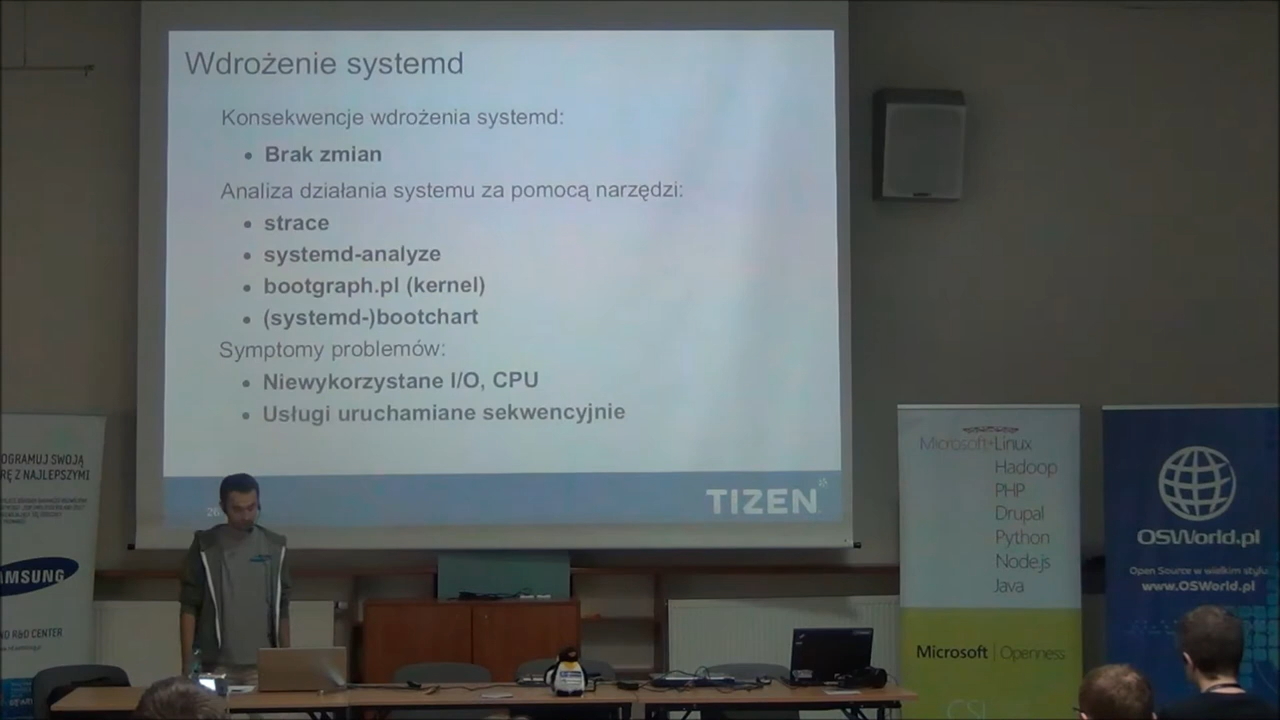 Wdrożenie systemd
Konsekwencje wdrożenia systemd:
• Brak zmian
Analiza działania systemu za pomocą narzędzi:
• strace
• systemd-analyze
• bootgraph.pl (kernel)
• (systemd-)bootchart
Symptomy problemów:
• Niewykorzystane I/O, CPU
• Usługi uruchamiane sekwencyjnie
TIZEN
OGRAMUJ SWOJĄ
RĘ Z NAJLEPSZYMI
AMSUNG
ND R&D CENTER
Microsoft+Linux
Hadoop
PHP
Drupal
Python
Node.js
Java
Microsoft | Openness
OSWorld.pl
Open Source w wielkim stylu
www.OSWorld.pl